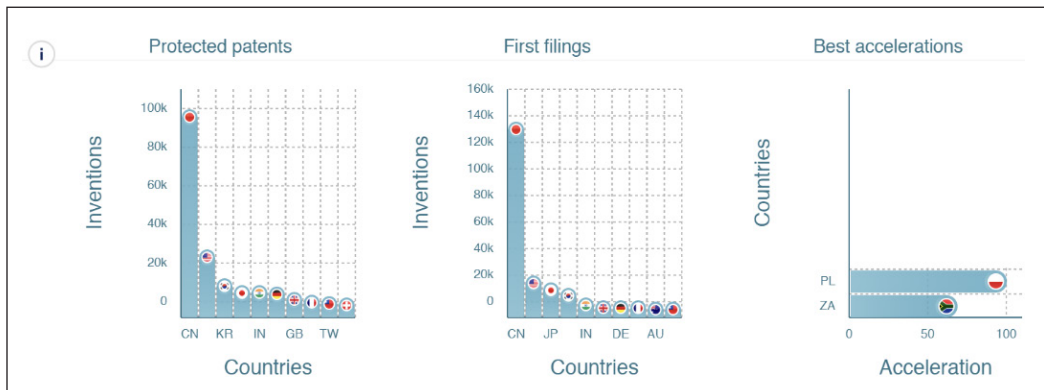 i
Protected patents
Inventions
100k
80k
60k
40k
20k
0
CN KR IN GB TW
Countries
First filings
Inventions
160k
140k
120k
100k
80k
60k
40k
20k
0
CN JP IN DE AU
Countries
Best accelerations
Countries
PL
ZA
0 50 100
Acceleration